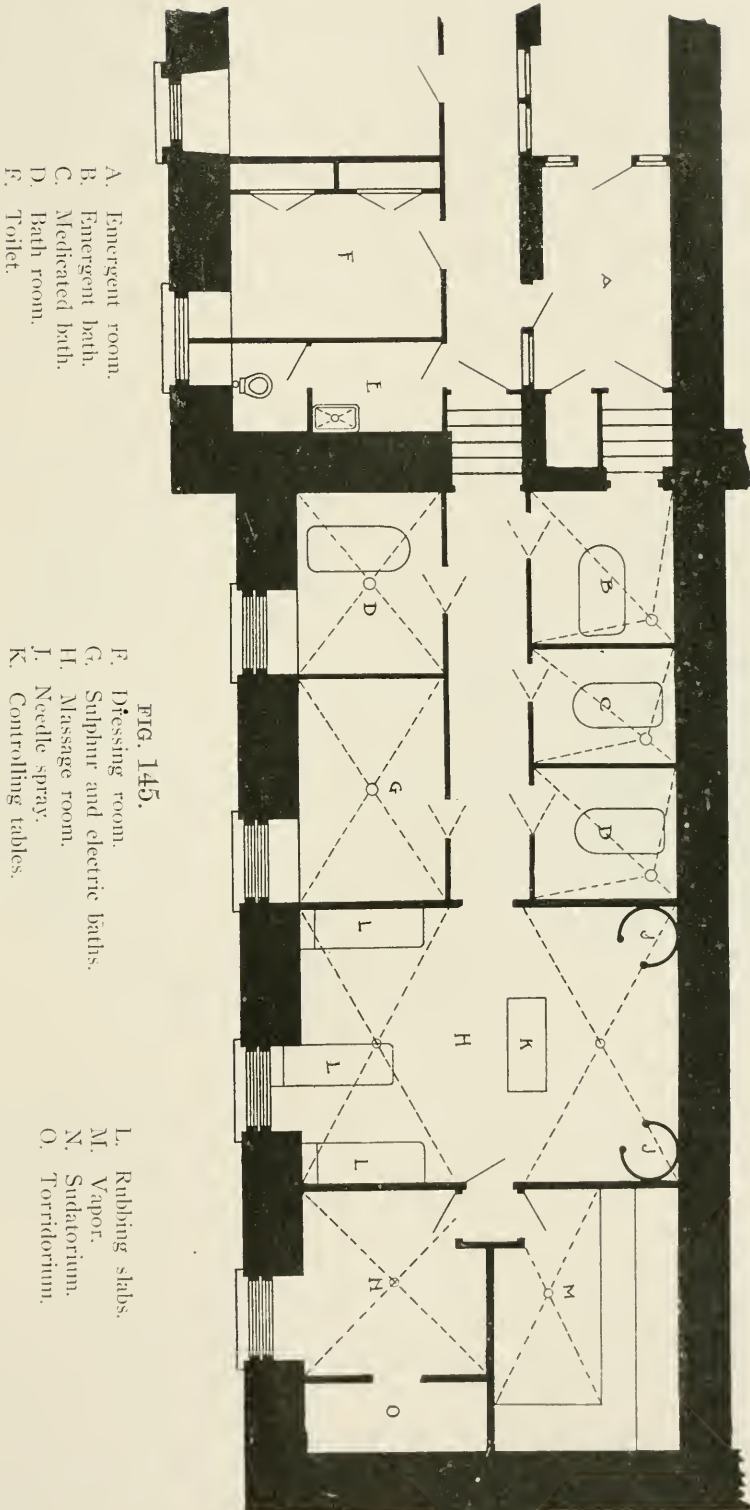 J
J
A
B
C
D
M
K
H
G
O
E
N
D
L
L
F
L
FIG. 145.
A. Emergent room.
B. Emergent bath.
C. Medicated bath.
D. Bath room.
E. Toilet.
F. Dressing room.
G. Sulphur and electric baths.
H. Massage room.
J. Needle spray.
K. Controlling tables.
L. Rubbing slabs.
M. Vapor.
N. Sudatorium.
O. Torridorium.